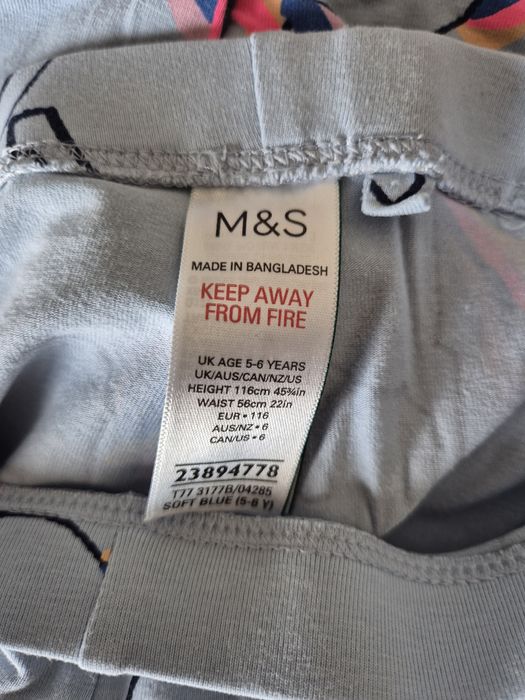 M&S
MADE IN BANGLADESH
KEEP AWAY
FROM FIRE
UK AGE 5-6 YEARS
UK/AUS/CAN/NZ/US
HEIGHT 116cm 45¾in
WAIST 56cm 22in
EUR • 116
AUS/NZ • 6
CAN/US • 6
23894778
T77 3177B/04285
SOFT BLUE (5-6 Y)